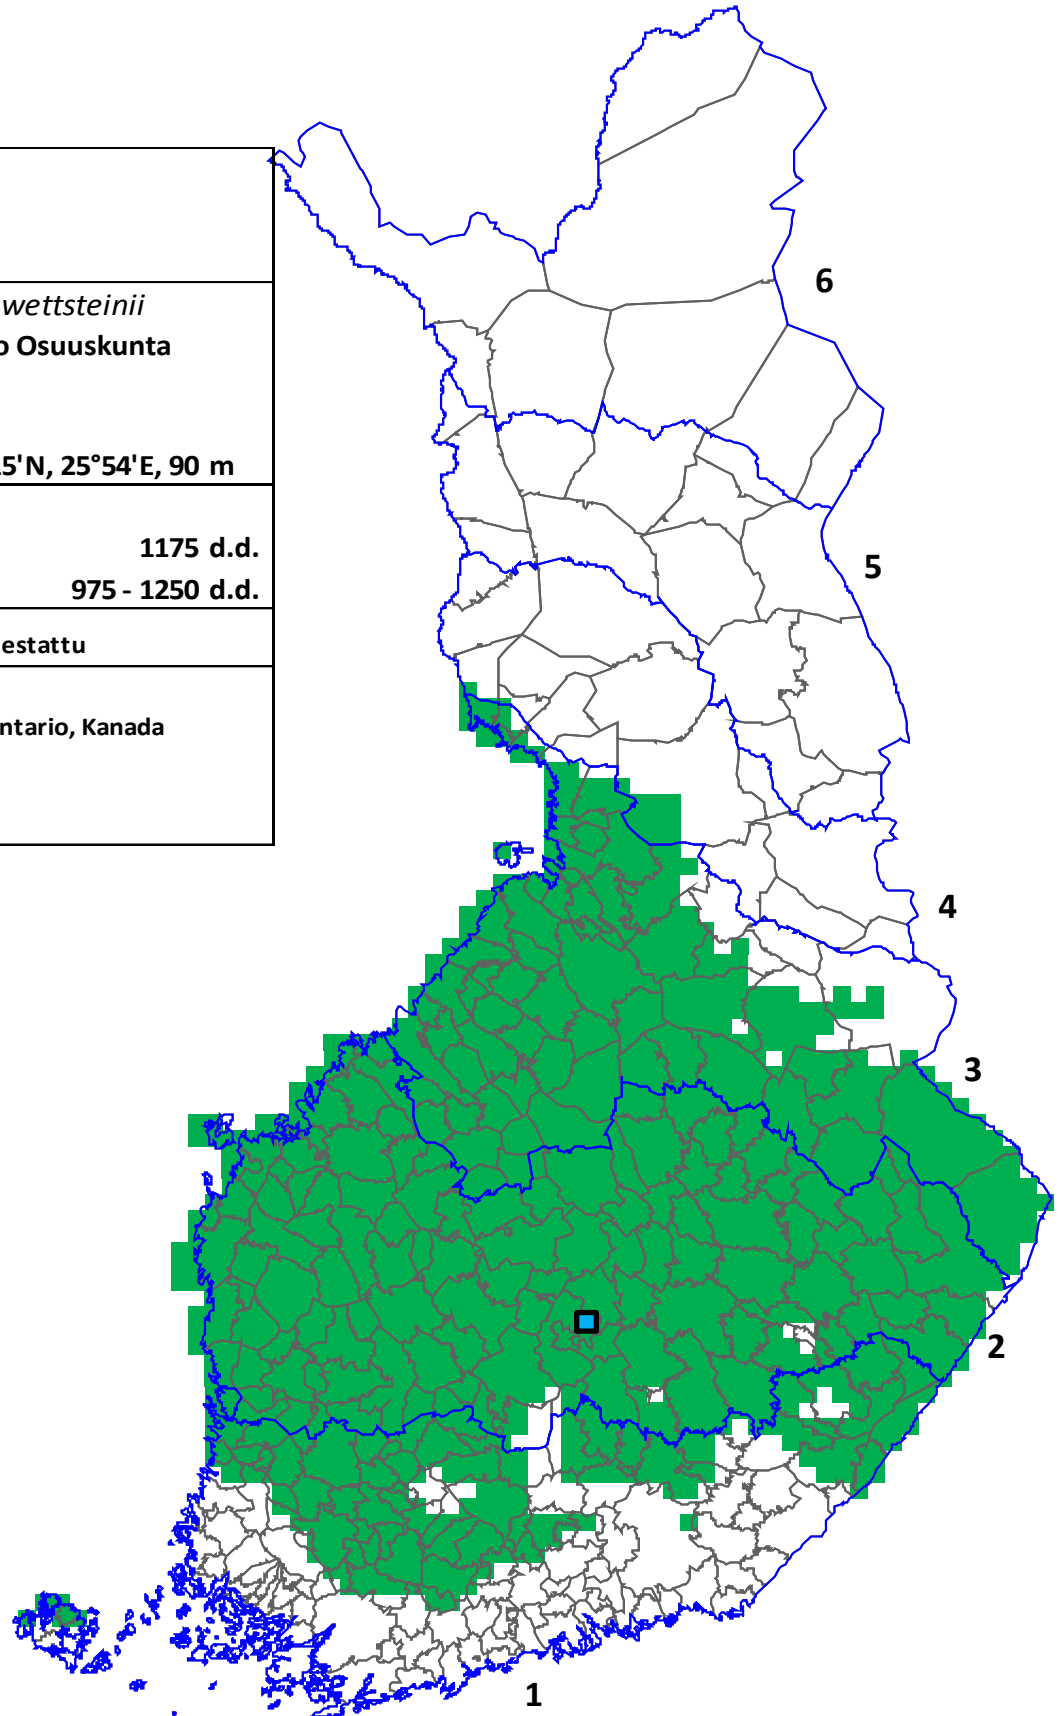 wettsteinii
Osuuskunta
5'N, 25°54'E, 90 m
1175 d.d.
975 - 1250 d.d.
estattu
ntario, Kanada
6
5
4
3
2
1